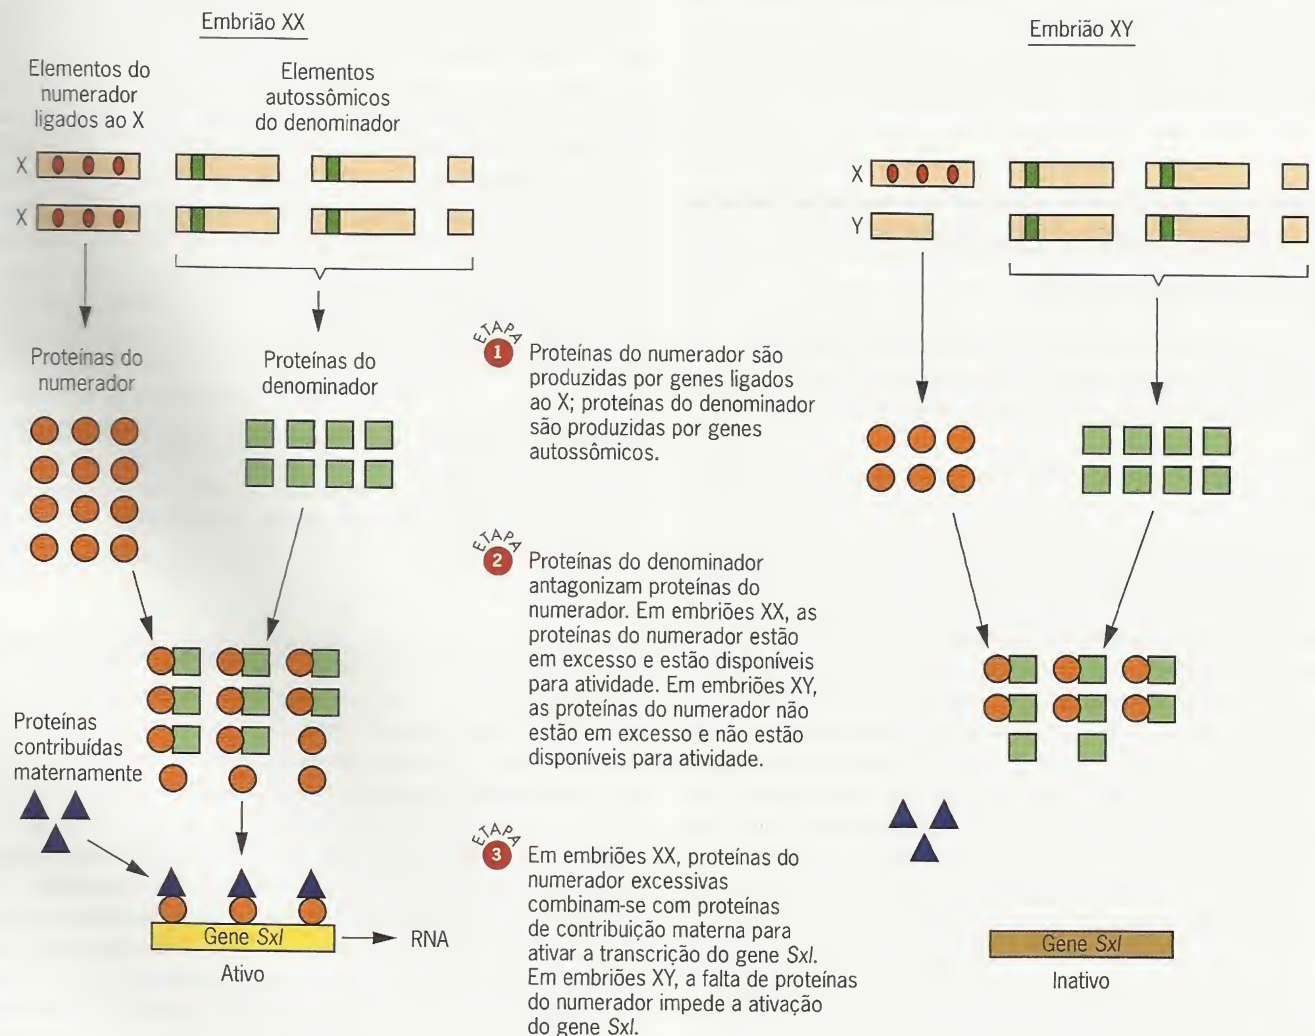 Embrião XX
Elementos do
numerador
ligados ao X
Elementos
autossômicos
do denominador
X
X
Proteínas do
numerador
Proteínas do
denominador
Proteínas
contribuídas
maternamente
Gene Sxl
RNA
Ativo
ETAPA
1
Proteínas do numerador são
produzidas por genes ligados
ao X; proteínas do denominador
são produzidas por genes
autossômicos.
ETAPA
2
Proteínas do denominador
antagonizam proteínas do
numerador. Em embriões XX, as
proteínas do numerador estão
em excesso e estão disponíveis
para atividade. Em embriões XY,
as proteínas do numerador não
estão em excesso e não estão
disponíveis para atividade.
ETAPA
3
Em embriões XX, proteínas do
numerador excessivas
combinam-se com proteínas
de contribuição materna para
ativar a transcrição do gene Sxl.
Em embriões XY, a falta de proteínas
do numerador impede a ativação
do gene Sxl.
Embrião XY
X
Y
Gene Sxl
Inativo